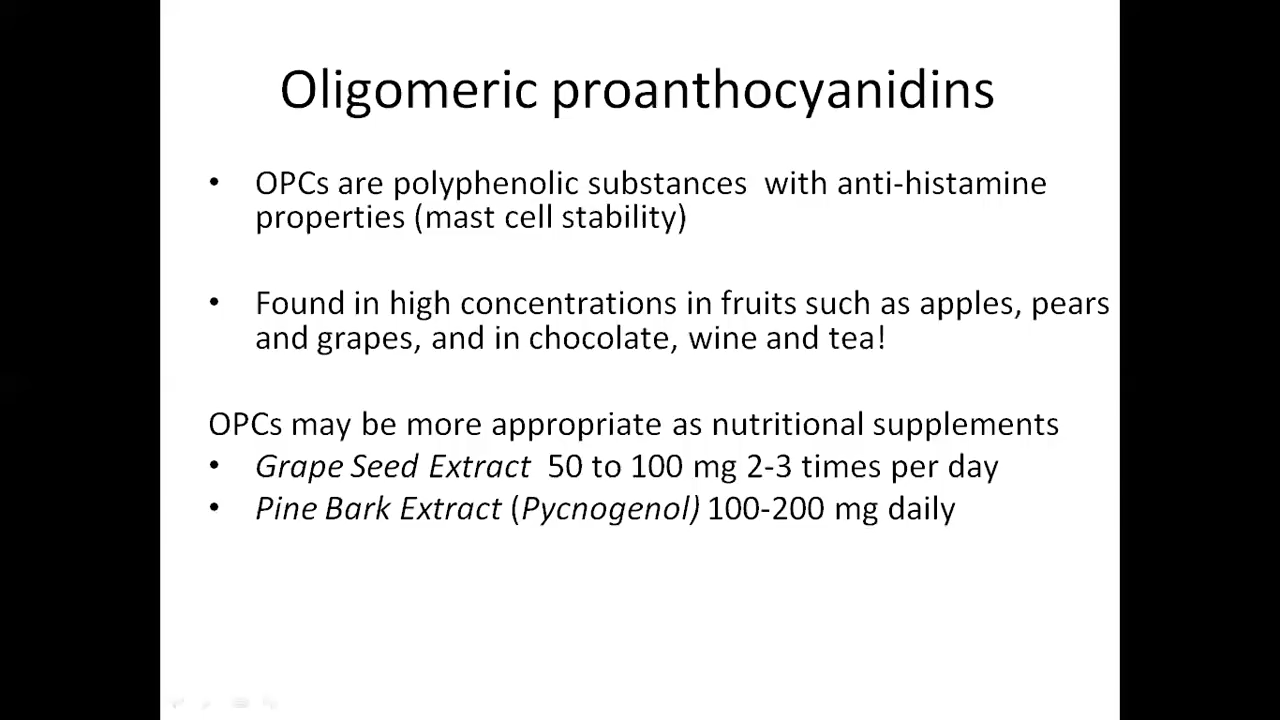 Oligomeric proanthocyanidins
• OPCs are polyphenolic substances  with anti-histamine
properties (mast cell stability)
• Found in high concentrations in fruits such as apples, pears
and grapes, and in chocolate, wine and tea!
OPCs may be more appropriate as nutritional supplements
• Grape Seed Extract  50 to 100 mg 2-3 times per day
• Pine Bark Extract (Pycnogenol) 100-200 mg daily